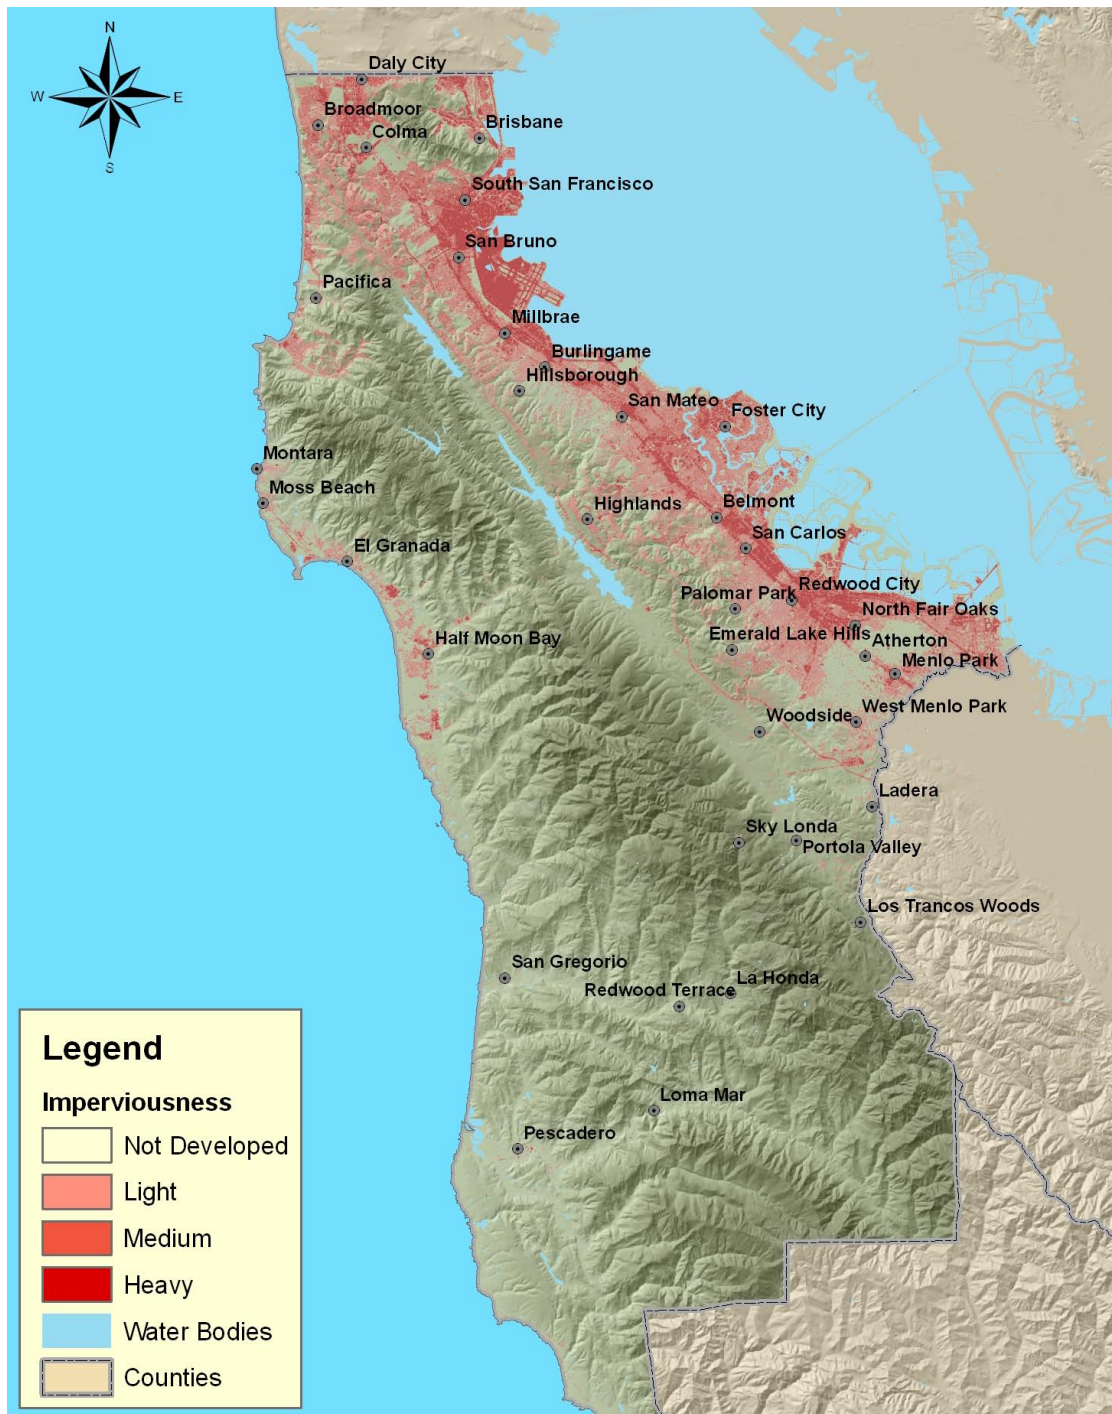 N
W
E
S
Daly City
Broadmoor
Colma
Brisbane
South San Francisco
San Bruno
Pacifica
Millbrae
Burlingame
Hillsborough
San Mateo
Foster City
Montara
Moss Beach
Highlands
Belmont
San Carlos
El Granada
Redwood City
Palomar Park
North Fair Oaks
Emerald Lake Hills
Atherton
Half Moon Bay
Menlo Park
West Menlo Park
Woodside
Ladera
Sky Londa
Portola Valley
Los Trancos Woods
San Gregorio
La Honda
Redwood Terrace
Loma Mar
Pescadero
Legend
Imperviousness
Not Developed
Light
Medium
Heavy
Water Bodies
Counties